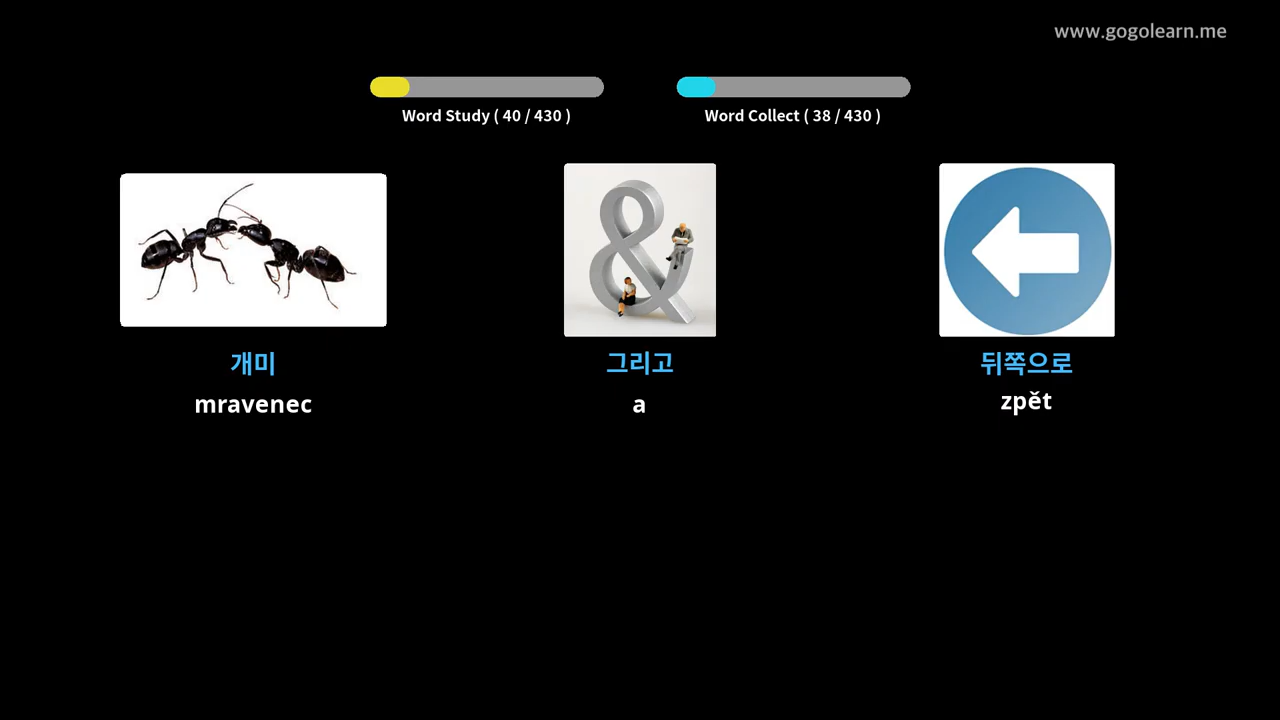 www.gogolearn.me
Word Study ( 40 / 430 )
Word Collect ( 38 / 430 )
개미
그리고
뒤쪽으로
mravenec
a
zpět